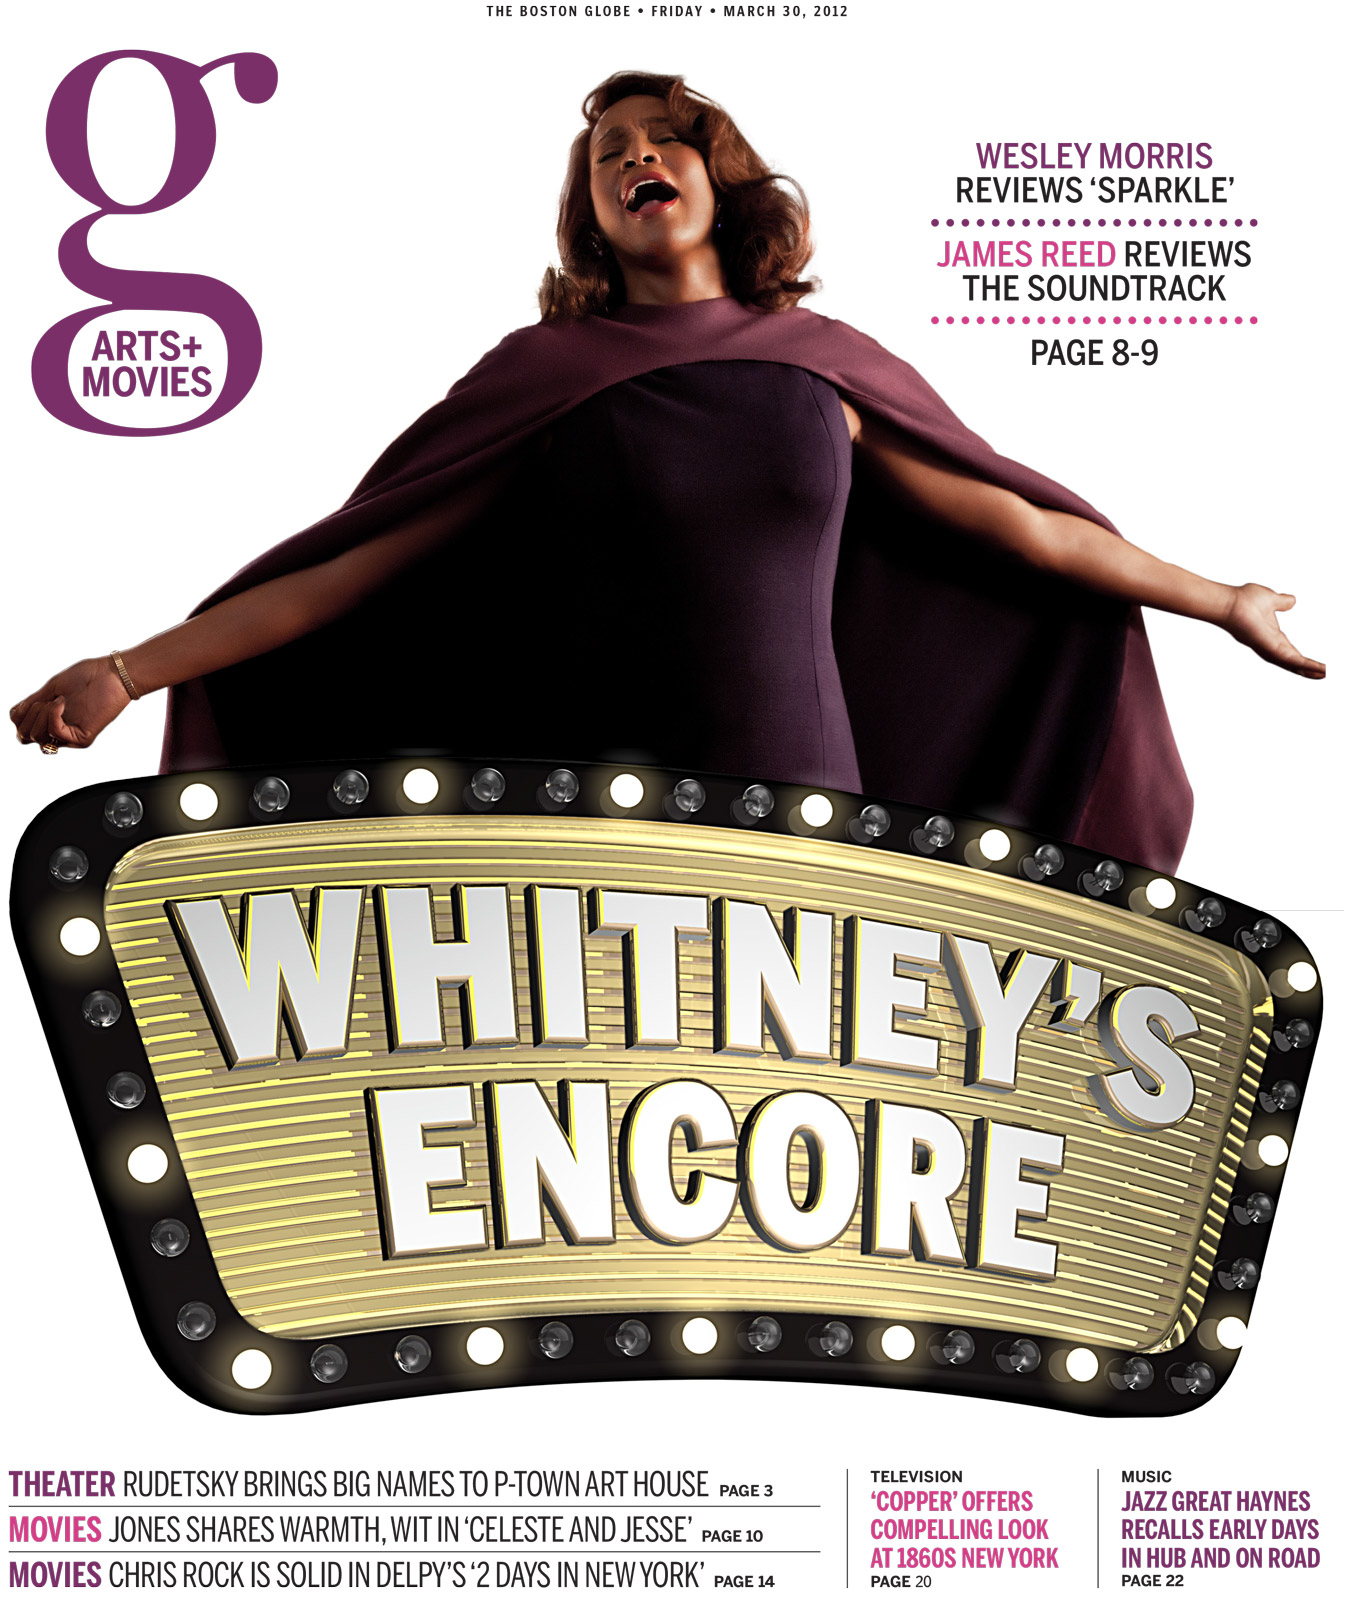 THE BOSTON GLOBE • FRIDAY • MARCH 30, 2012
g
ARTS+
MOVIES
WESLEY MORRIS
REVIEWS ‘SPARKLE’
JAMES REED REVIEWS
THE SOUNDTRACK
PAGE 8-9
WHITNEY’S
ENCORE
THEATER RUDETSKY BRINGS BIG NAMES TO P-TOWN ART HOUSE PAGE 3
MOVIES JONES SHARES WARMTH, WIT IN ‘CELESTE AND JESSE’ PAGE 10
MOVIES CHRIS ROCK IS SOLID IN DELPY’S ‘2 DAYS IN NEW YORK’ PAGE 14
TELEVISION
‘COPPER’ OFFERS
COMPELLING LOOK
AT 1860S NEW YORK
PAGE 20
MUSIC
JAZZ GREAT HAYNES
RECALLS EARLY DAYS
IN HUB AND ON ROAD
PAGE 22